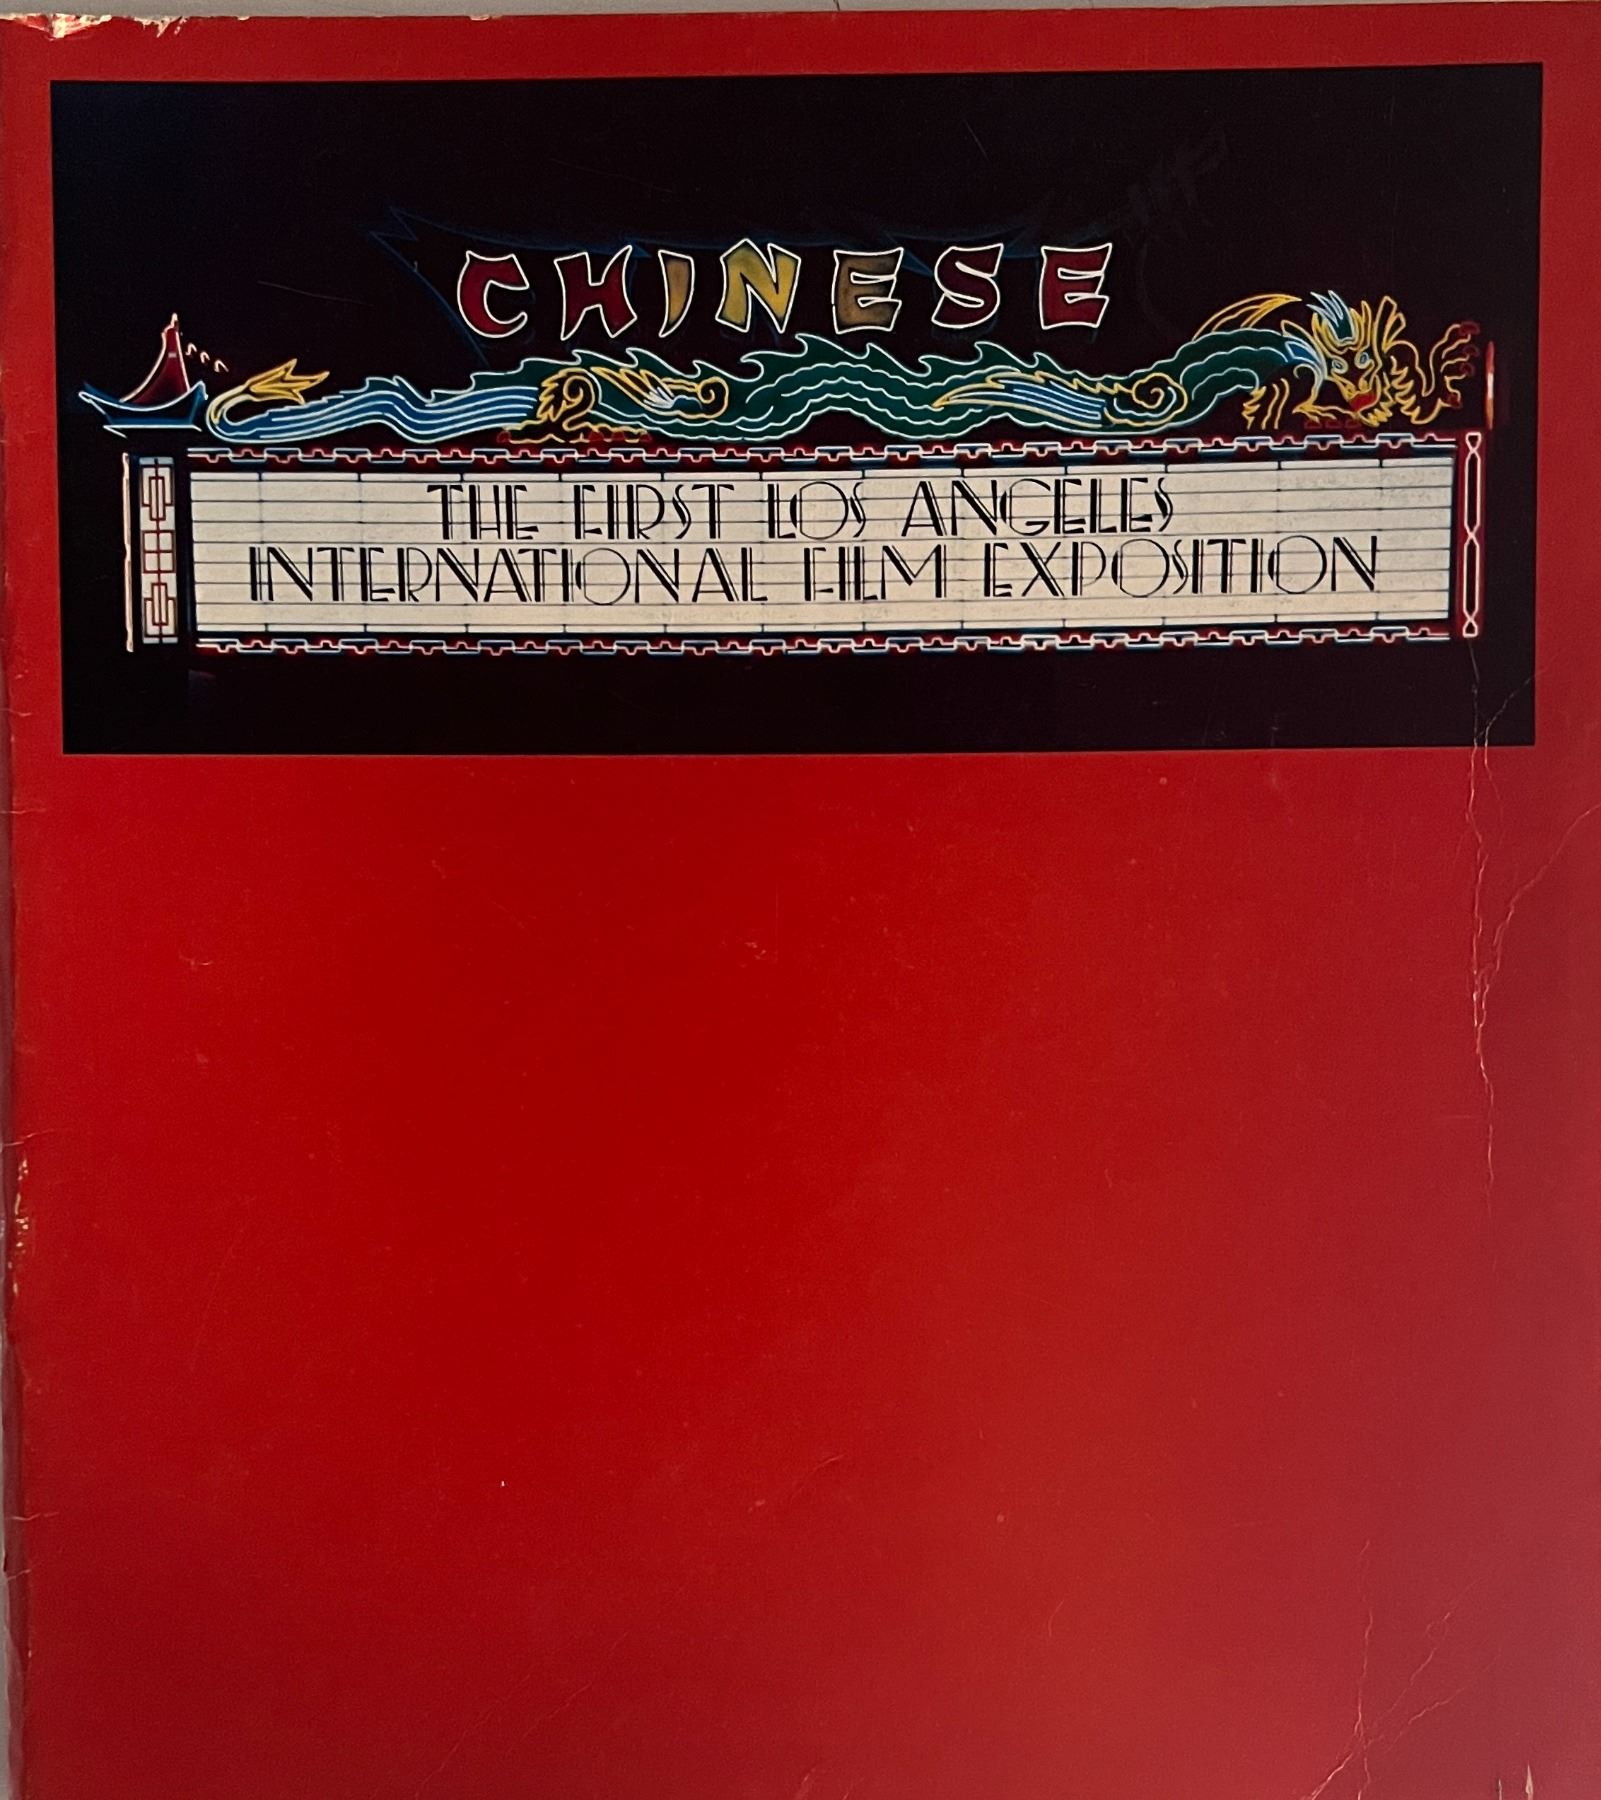 CHINESE
THE FIRST LOS ANGELES
INTERNATIONAL FILM EXPOSITION